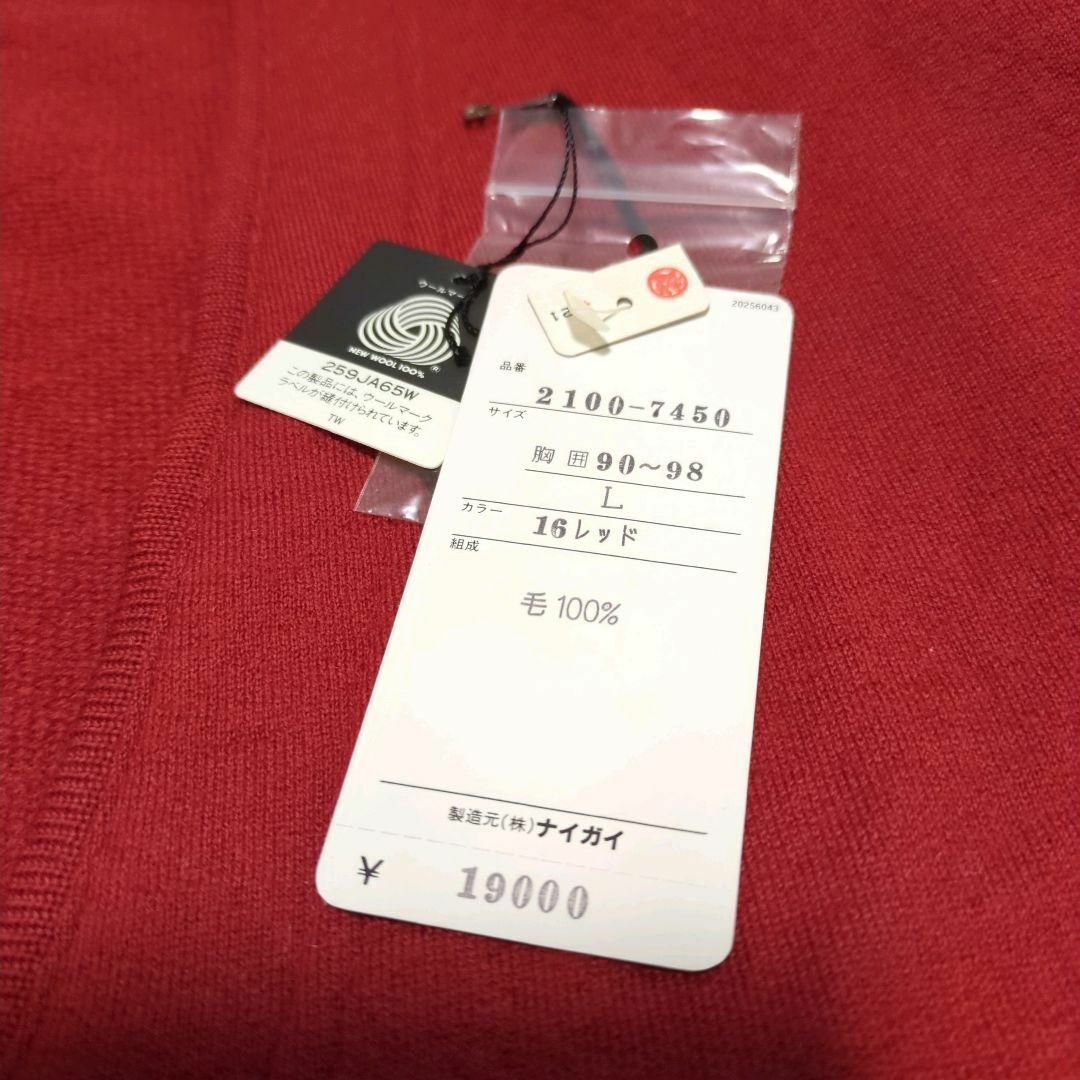 ウールマー
NEW WOOL 100% ®
259JA65W
この製品には、ウールマーク
ラベルが縫付けられています。
TW
21
20256043
品番
2100-7450
サイズ
胸囲 90~98
L
カラー
16レッド
組成
毛 100%
製造元(株)ナイガイ
¥ 19000